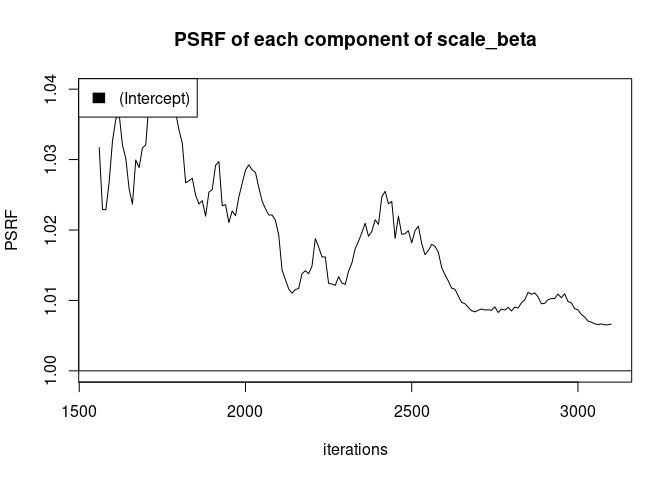 PSRF of each component of scale_beta
(Intercept)
PSRF
1.04
1.03
1.02
1.01
1.00
1500 2000 2500 3000
iterations